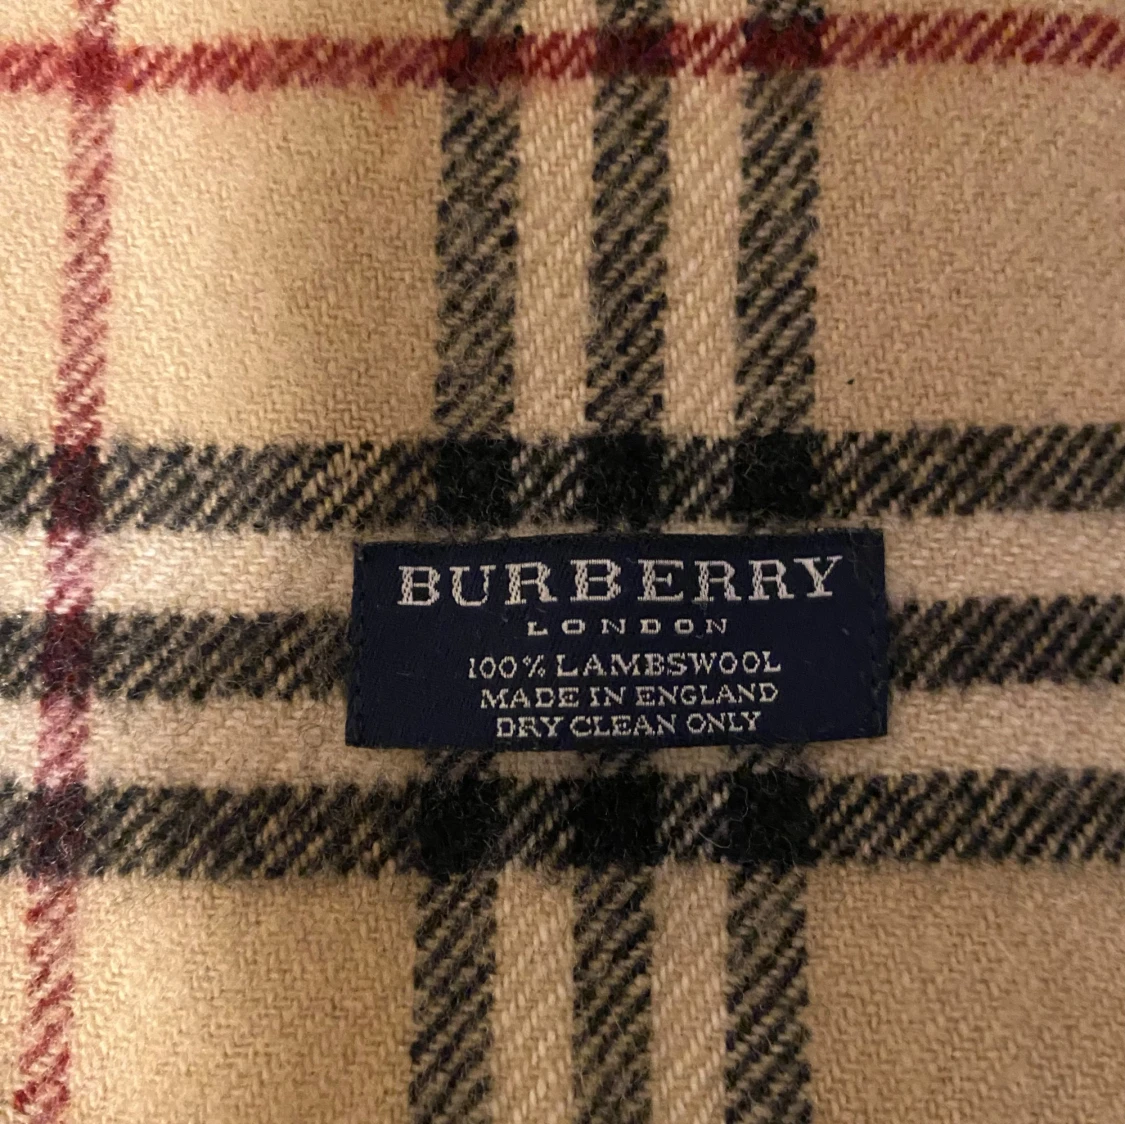 BURBERRY
LONDON
100% LAMBSWOOL
MADE IN ENGLAND
DRY CLEAN ONLY